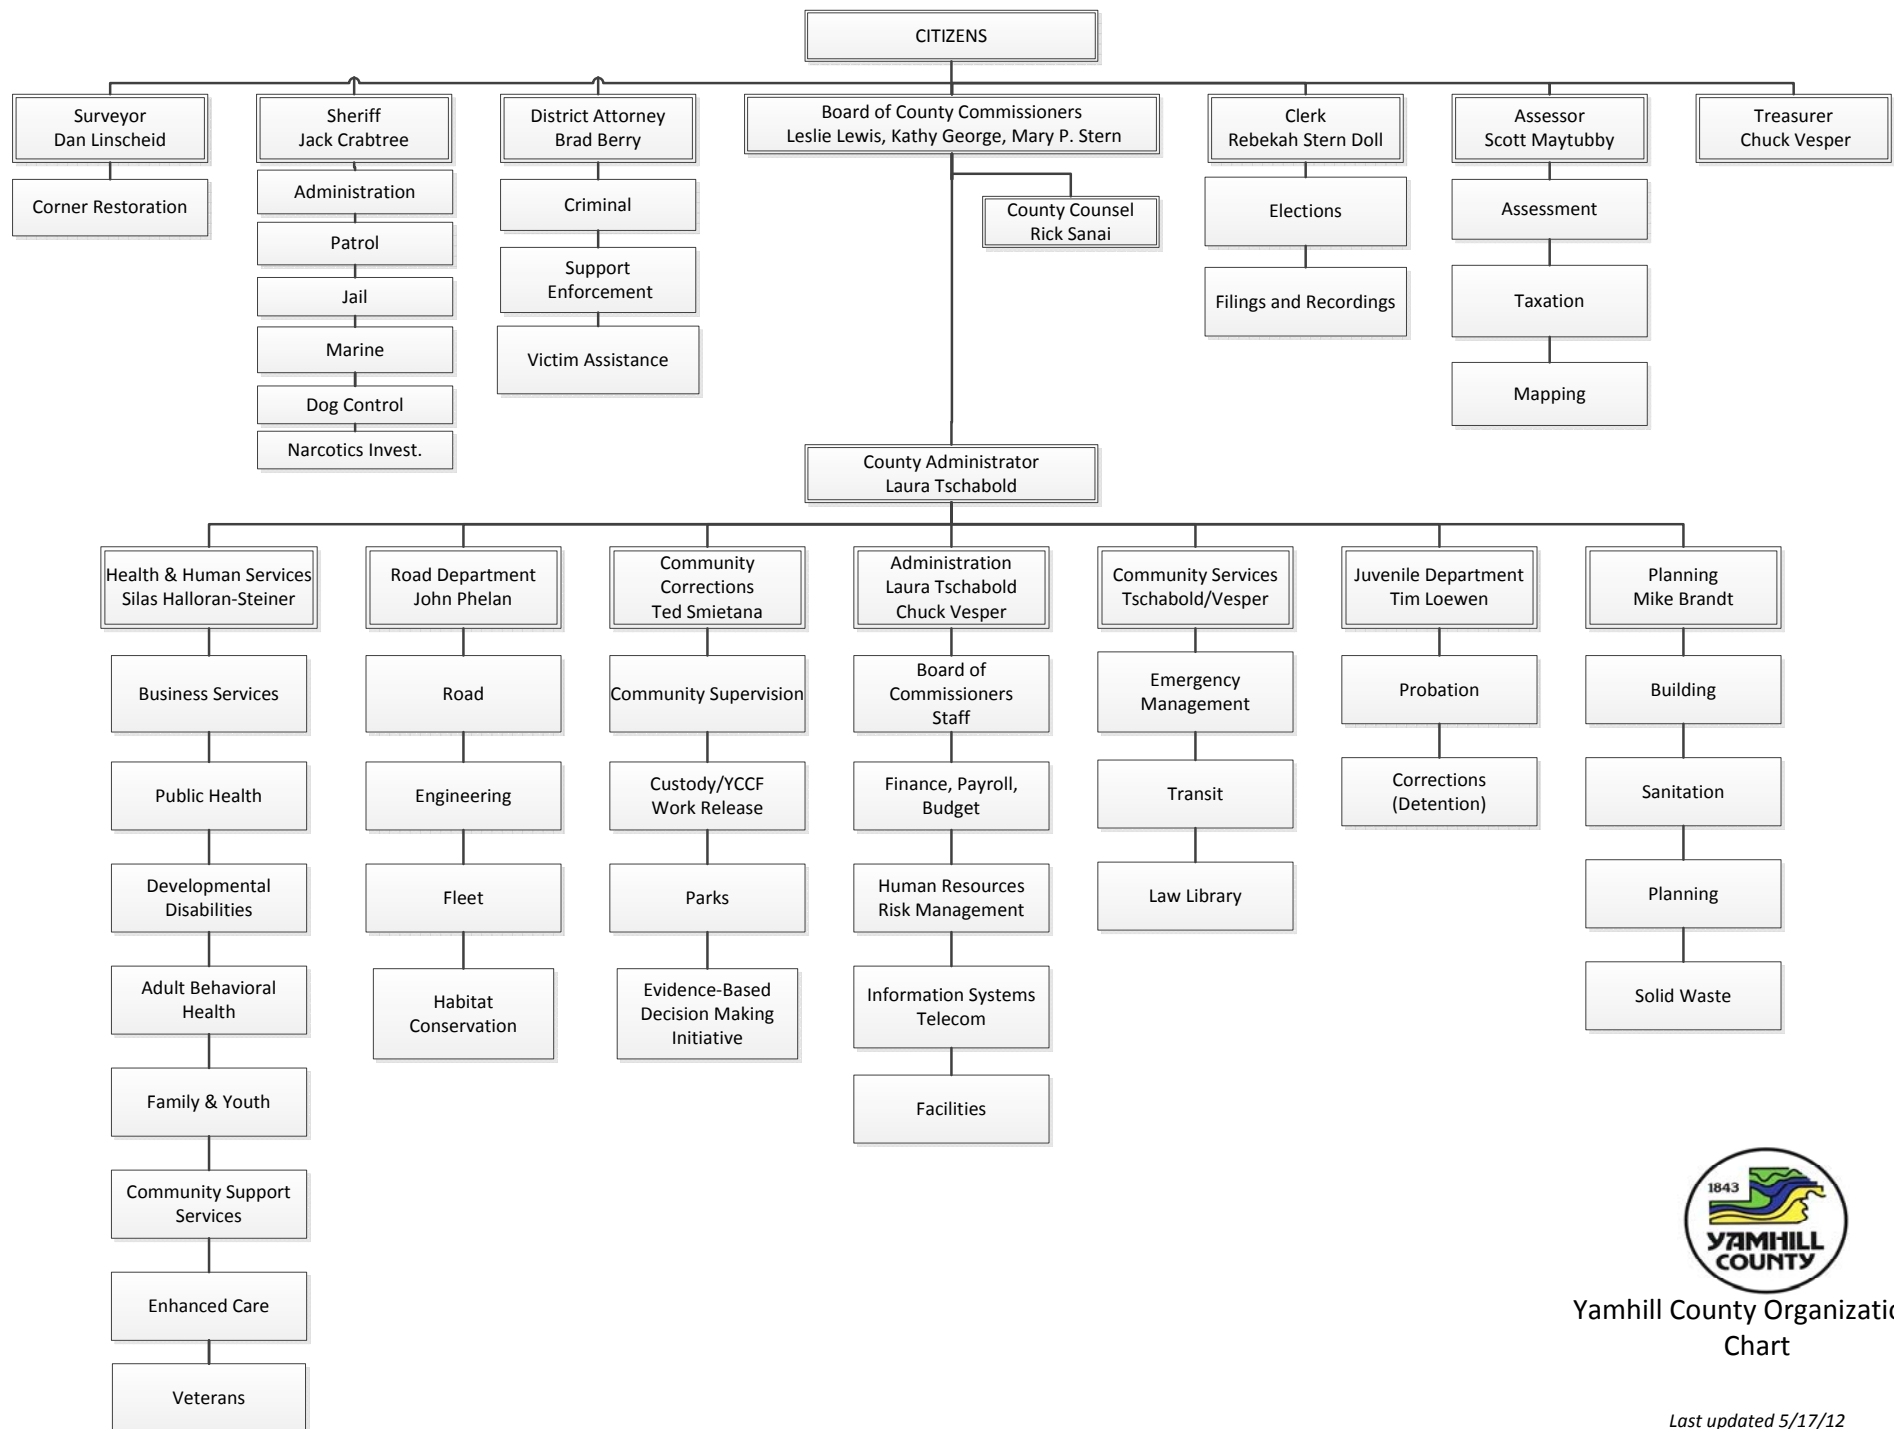 CITIZENS
Surveyor
Dan Linscheid
Corner Restoration
Sheriff
Jack Crabtree
Administration
Patrol
Jail
Marine
Dog Control
Narcotics Invest.
District Attorney
Brad Berry
Criminal
Support
Enforcement
Victim Assistance
Board of County Commissioners
Leslie Lewis, Kathy George, Mary P. Stern
County Counsel
Rick Sanai
Clerk
Rebekah Stern Doll
Elections
Filings and Recordings
Assessor
Scott Maytubby
Assessment
Taxation
Mapping
Treasurer
Chuck Vesper
County Administrator
Laura Tschabold
Health & Human Services
Silas Halloran-Steiner
Business Services
Public Health
Developmental
Disabilities
Adult Behavioral
Health
Family & Youth
Community Support
Services
Enhanced Care
Veterans
Road Department
John Phelan
Road
Engineering
Fleet
Habitat
Conservation
Community
Corrections
Ted Smietana
Community Supervision
Custody/YCCF
Work Release
Parks
Evidence-Based
Decision Making
Initiative
Administration
Laura Tschabold
Chuck Vesper
Board of
Commissioners
Staff
Finance, Payroll,
Budget
Human Resources
Risk Management
Information Systems
Telecom
Facilities
Community Services
Tschabold/Vesper
Emergency
Management
Transit
Law Library
Juvenile Department
Tim Loewen
Probation
Corrections
(Detention)
Planning
Mike Brandt
Building
Sanitation
Planning
Solid Waste
1843
YAMHILL
COUNTY
Yamhill County Organizatio
Chart
Last updated 5/17/12